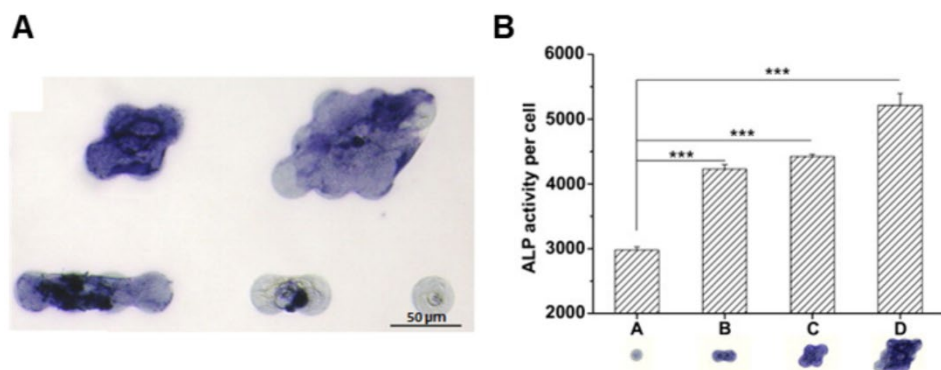 A
50 µm
B
6000
5000
4000
3000
2000
ALP activity per cell
***
***
***
A B C D